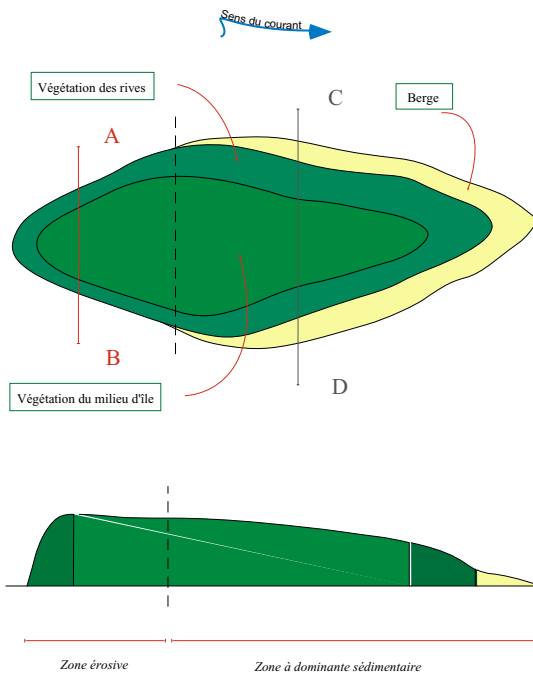 Sens du courant
Végétation des rives
C
Berge
A
B
D
Végétation du milieu d'île
Zone érosive
Zone à dominante sédimentaire